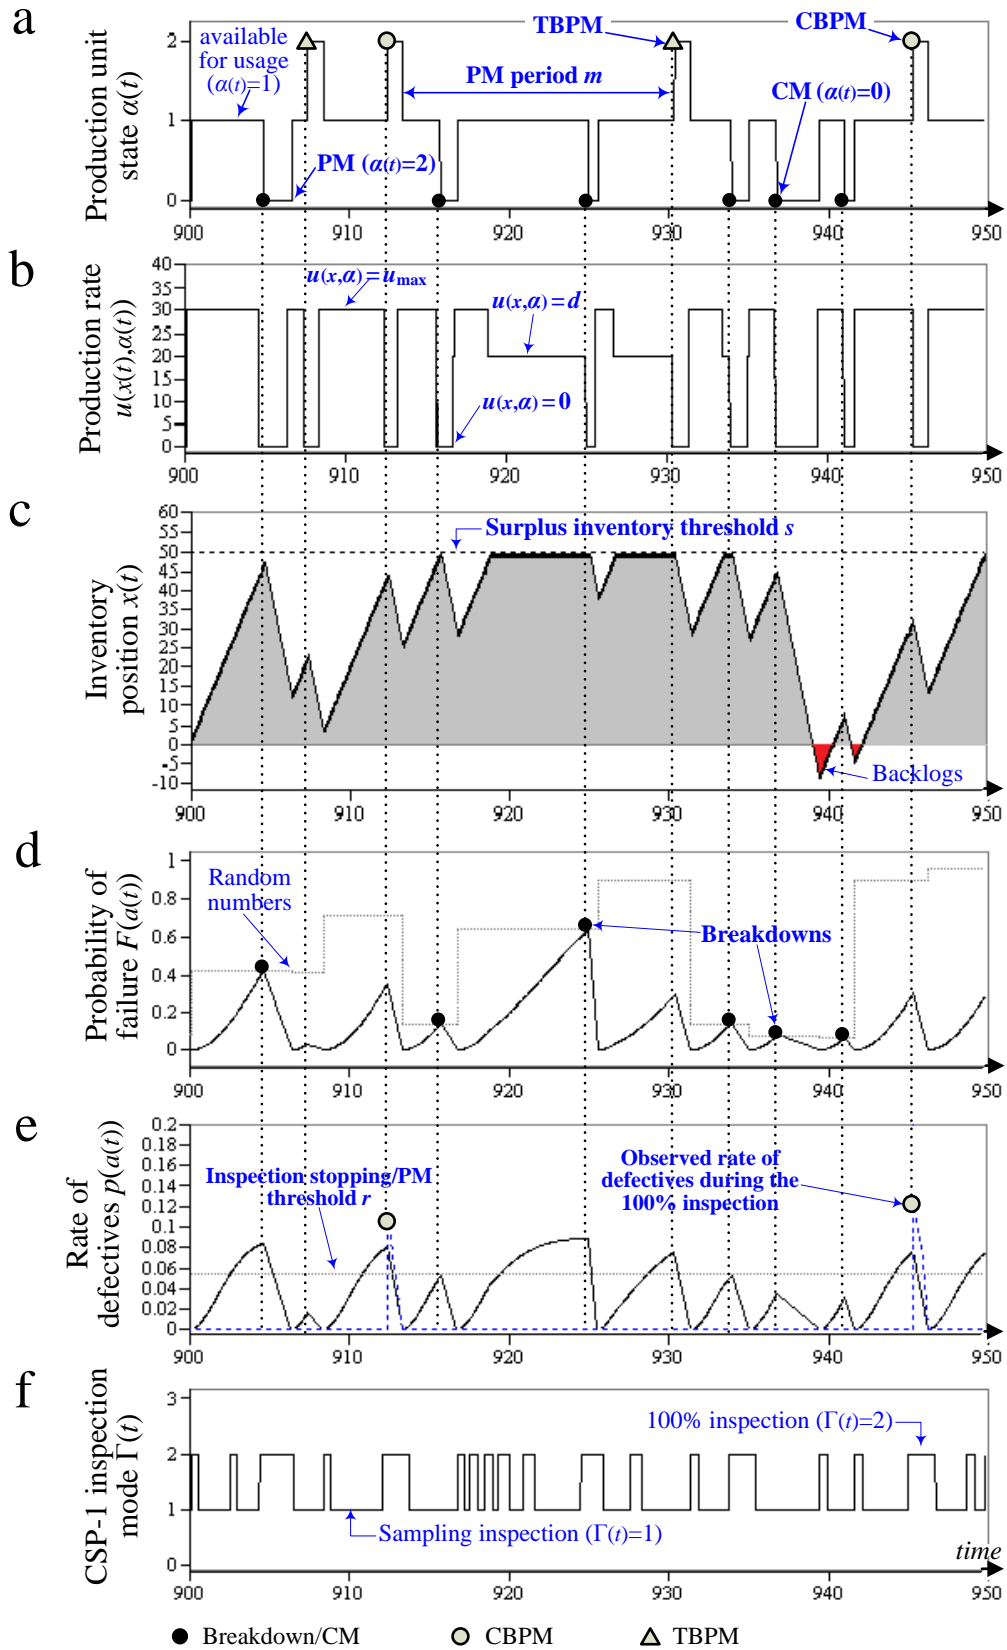 a
Production unit
state α(t)
2
1
0
available
for usage
(α(t)=1)
TBPM
CBPM
PM period m
CM (α(t)=0)
PM (α(t)=2)
900
910
920
930
940
950
b
Production rate
u(x(t),α(t))
40
35
30
25
20
15
10
5
0
u(x,α)=umax
u(x,α)=d
u(x,α)=0
900
910
920
930
940
950
c
Inventory
position x(t)
60
55
50
45
40
35
30
25
20
15
10
5
0
-5
-10
Surplus inventory threshold s
Backlogs
900
910
920
930
940
950
d
Probability of
failure F(a(t))
1
0.8
0.6
0.4
0.2
0
Random
numbers
Breakdowns
900
910
920
930
940
950
e
Rate of
defectives p(a(t))
0.2
0.18
0.16
0.14
0.12
0.1
0.08
0.06
0.04
0.02
0
Inspection stopping/PM
threshold r
Observed rate of
defectives during the
100% inspection
900
910
920
930
940
950
f
CSP-1 inspection
mode Γ(t)
3
2
1
0
100% inspection (Γ(t)=2)
Sampling inspection (Γ(t)=1)
time
900
910
920
930
940
950
Breakdown/CM
CBPM
TBPM